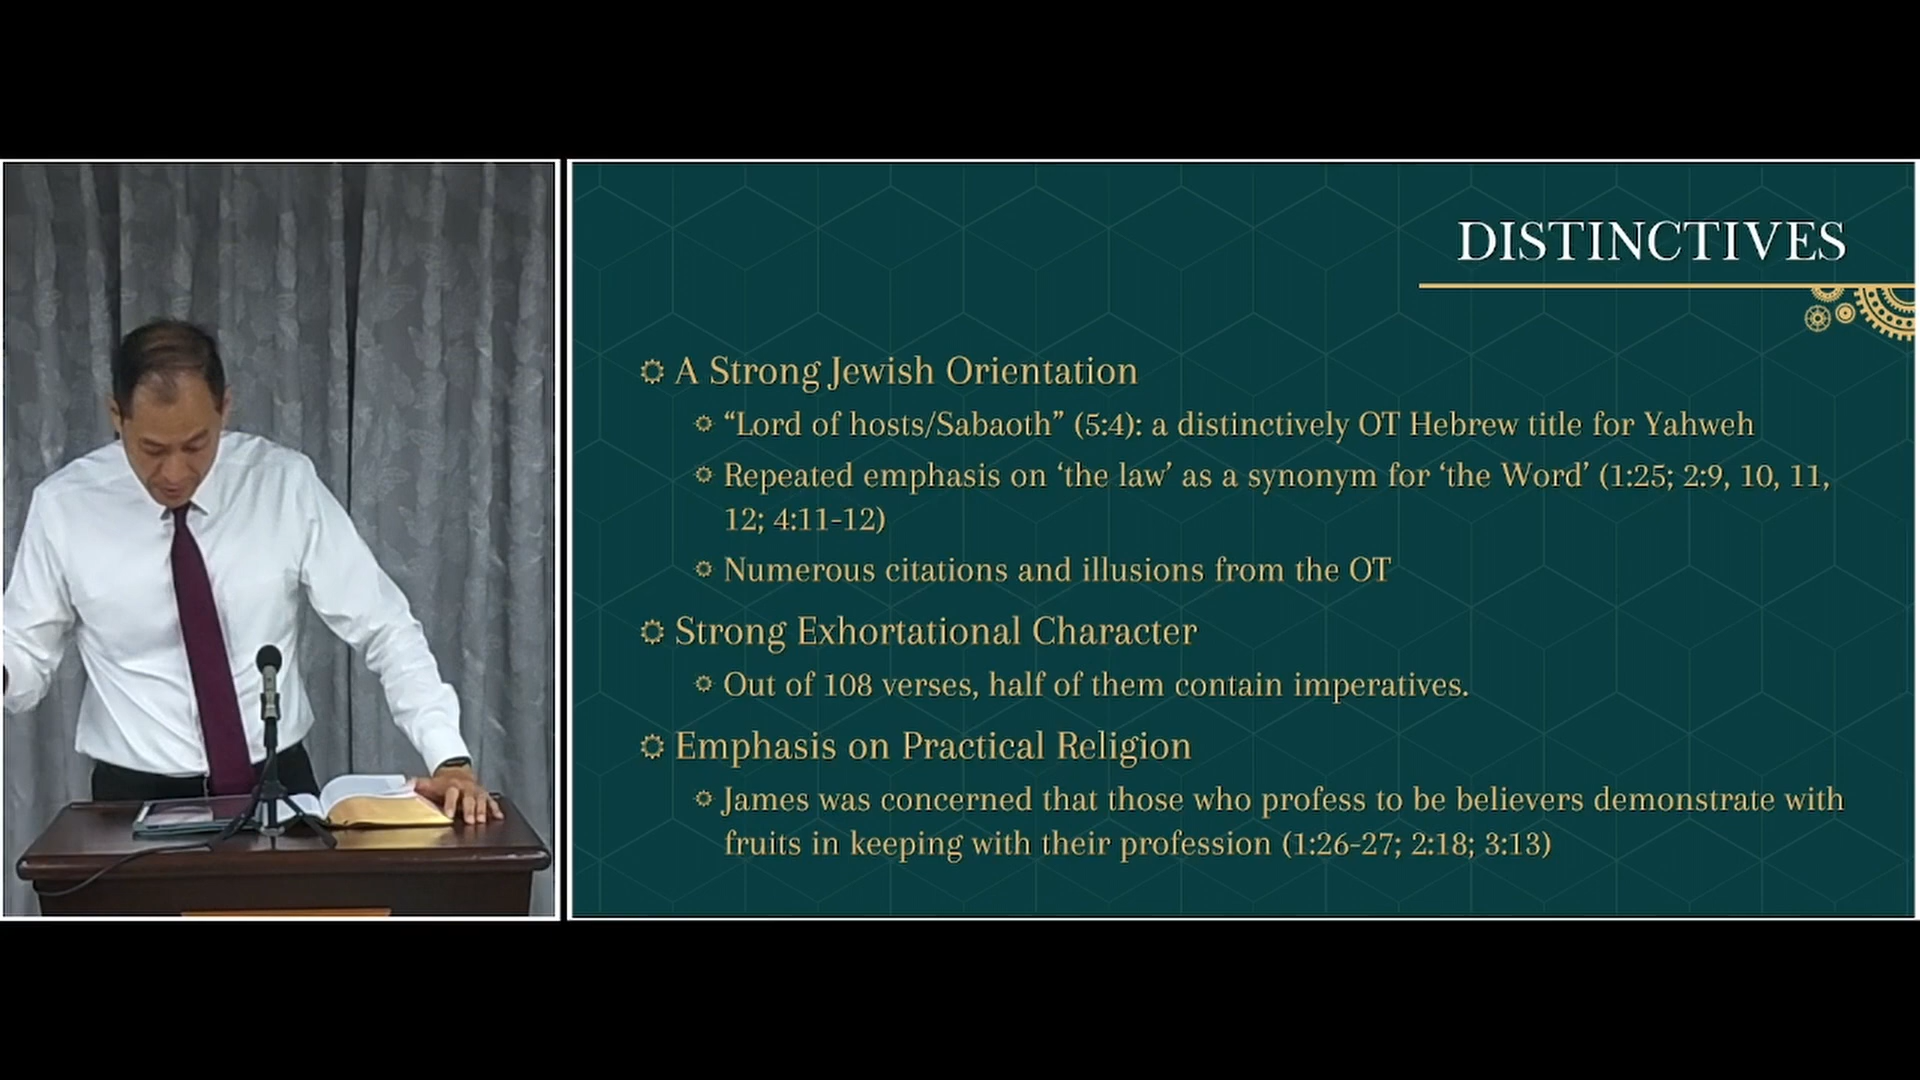 DISTINCTIVES
A Strong Jewish Orientation
“Lord of hosts/Sabaoth” (5:4): a distinctively OT Hebrew title for Yahweh
Repeated emphasis on ‘the law’ as a synonym for ‘the Word’ (1:25; 2:9, 10, 11,
12; 4:11-12)
Numerous citations and illusions from the OT
Strong Exhortational Character
Out of 108 verses, half of them contain imperatives.
Emphasis on Practical Religion
James was concerned that those who profess to be believers demonstrate with
fruits in keeping with their profession (1:26-27; 2:18; 3:13)